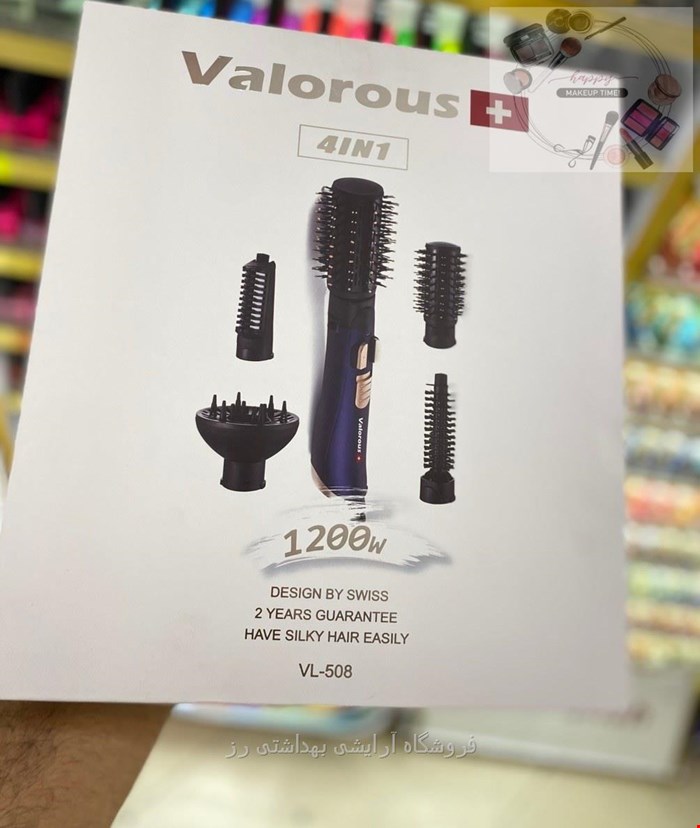 Valorous
4IN1
happy
MAKEUP TIME!
Valorous
1200W
DESIGN BY SWISS
2 YEARS GUARANTEE
HAVE SILKY HAIR EASILY
VL-508
فروشگاه آرایشی بهداشتی رز